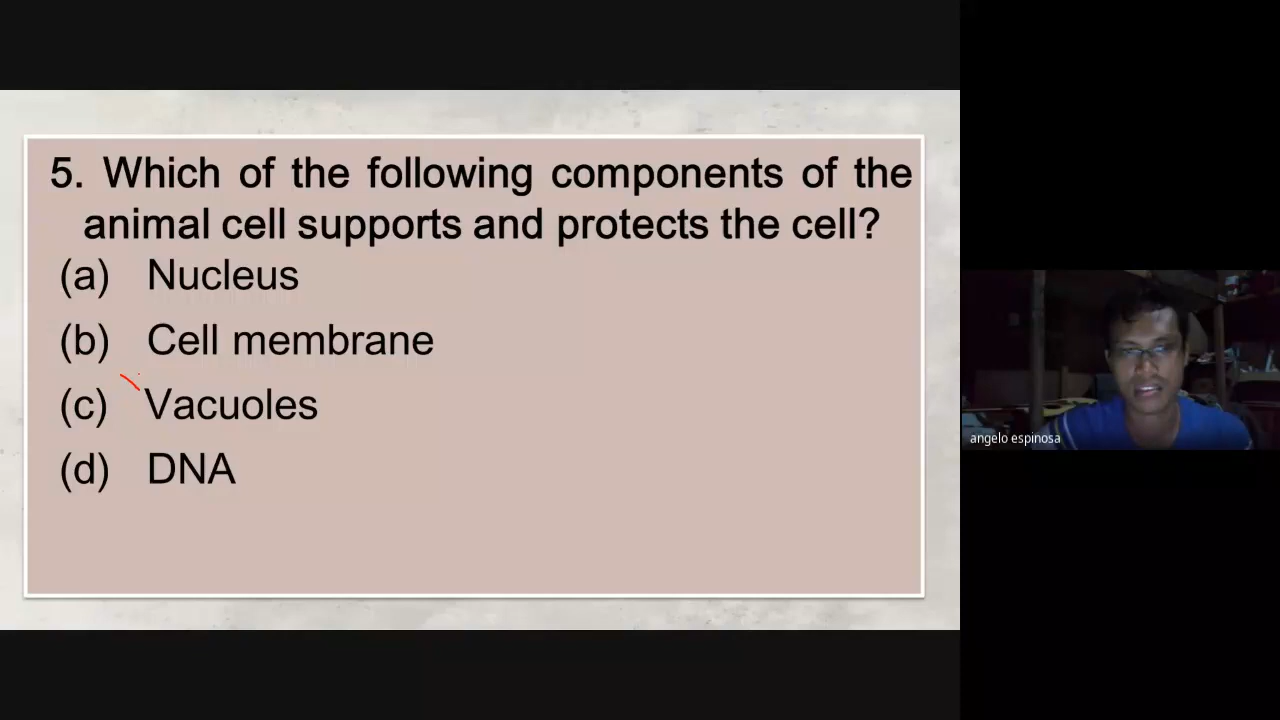 5. Which of the following components of the
animal cell supports and protects the cell?
(a) Nucleus
(b) Cell membrane
(c) Vacuoles
(d) DNA
angelo espinosa